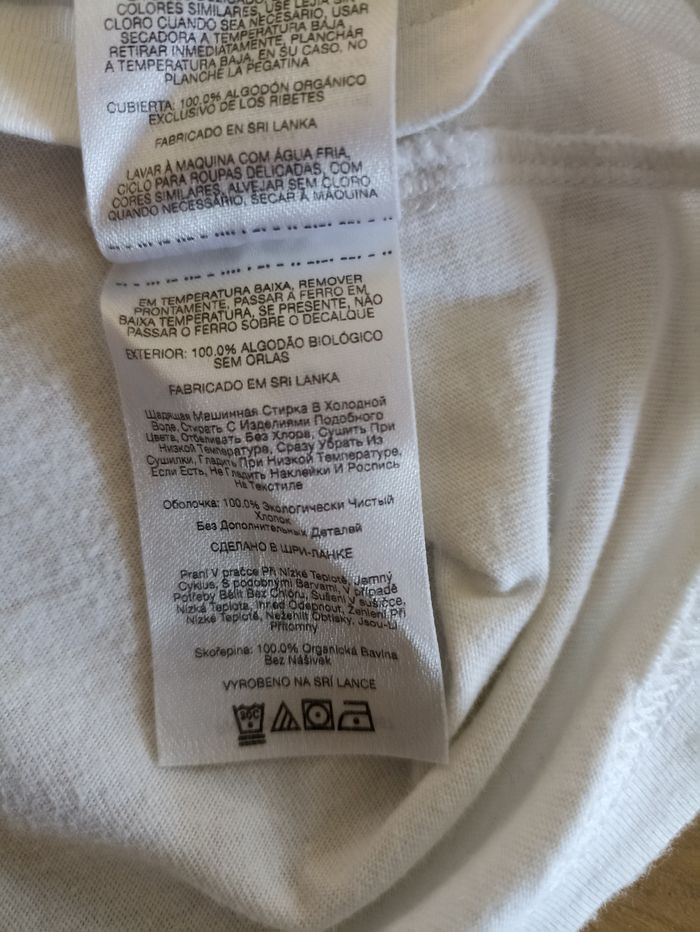 COLORES SIMILARES, USE LEJÍA SIN
CLORO CUANDO SEA NECESARIO, USAR
SECADORA A TEMPERATURA BAJA,
RETIRAR INMEDIATAMENTE, PLANCHAR
A TEMPERATURA BAJA, EN SU CASO, NO
PLANCHE LA PEGATINA
CUBIERTA: 100.0% ALGODÓN ORGÁNICO
EXCLUSIVO DE LOS RIBETES
FABRICADO EN SRI LANKA
LAVAR À MAQUINA COM ÁGUA FRIA,
CICLO PARA ROUPAS DELICADAS, COM
CORES SIMILARES, ALVEJAR SEM CLORO
QUANDO NECESSÁRIO, SECAR À MÁQUINA
EM TEMPERATURA BAIXA, REMOVER
PRONTAMENTE, PASSAR A FERRO EM
BAIXA TEMPERATURA, SE PRESENTE, NÃO
PASSAR O FERRO SOBRE O DECALQUE
EXTERIOR: 100.0% ALGODÃO BIOLÓGICO
SEM ORLAS
FABRICADO EM SRI LANKA
Щадящая Машинная Стирка В Холодной
Воде, Стирать С Изделиями Подобного
Цвета, Отбеливать Без Хлора, Сушить При
Низкой Температуре, Сразу Убрать Из
Сушилки, Гладить При Низкой Температуре,
Если Есть, Не Гладить Наклейки И Роспись
На Текстиле
Оболочка: 100.0% Экологически Чистый
Хлопок
Без Дополнительных Деталей
СДЕЛАНО В ШРИ-ЛАНКЕ
Praní V pračce Při Nízké Teplotě, Jemný
Cyklus, S podobnými Barvami, V případě
Potřeby Bělit Bez Chlóru, Sušení V sušičce,
Nízká Teplota, Ihned Odepnout, Žehlení Při
Nízké Teplotě, Nežehlit Obtisky, Jsou-Li
Přítomny
Skořepina: 100.0% Organická Bavlna
Bez Nášivek
VYROBENO NA SRÍ LANCE